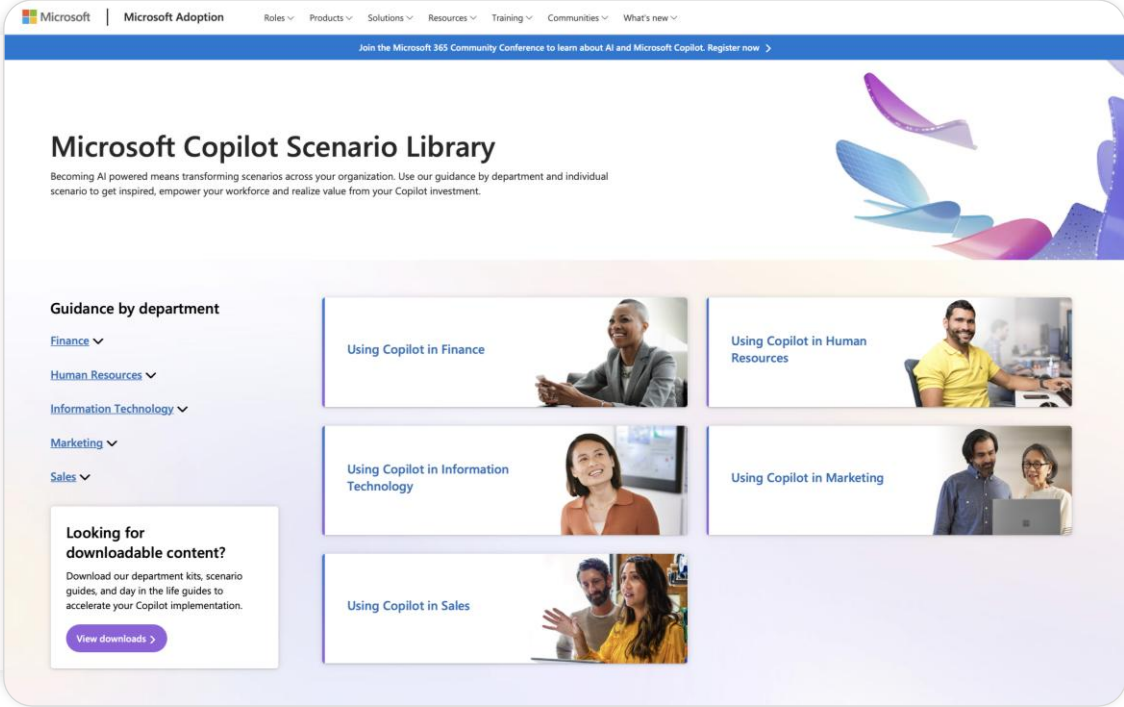 Microsoft
Microsoft Adoption
Roles
Products
Solutions
Resources
Training
Communities
What's new
Join the Microsoft 365 Community Conference to learn about AI and Microsoft Copilot. Register now
Microsoft Copilot Scenario Library
Becoming AI powered means transforming scenarios across your organization. Use our guidance by department and individual
scenario to get inspired, empower your workforce and realize value from your Copilot investment.
Guidance by department
Finance
Human Resources
Information Technology
Marketing
Sales
Looking for
downloadable content?
Download our department kits, scenario
guides, and day in the life guides to
accelerate your Copilot implementation.
View downloads
Using Copilot in Finance
Using Copilot in Human
Resources
Using Copilot in Information
Technology
Using Copilot in Marketing
Using Copilot in Sales